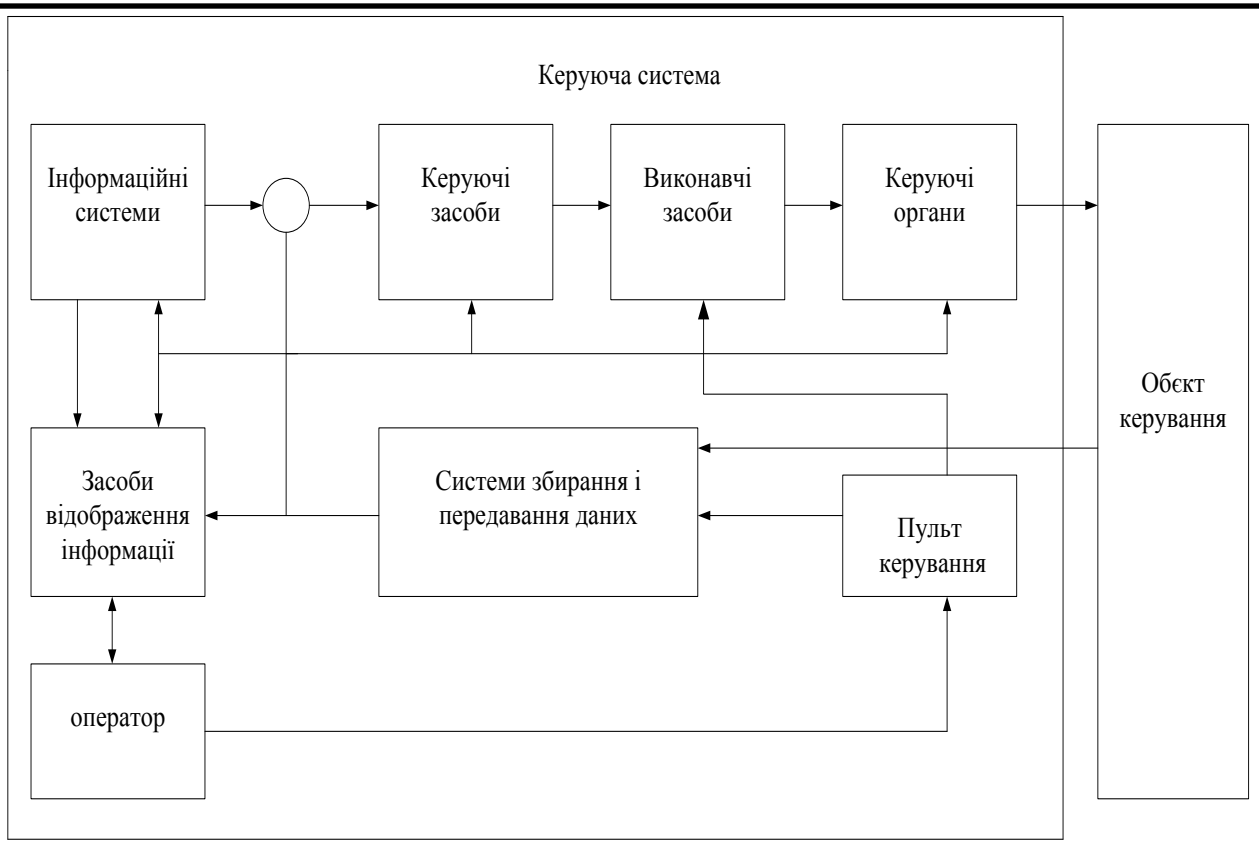 Керуюча система
Інформаційні
системи
Керуючі
засоби
Виконавчі
засоби
Керуючі
органи
Обєкт
керування
Засоби
відображення
інформації
Системи збирання і
передавання даних
Пульт
керування
оператор